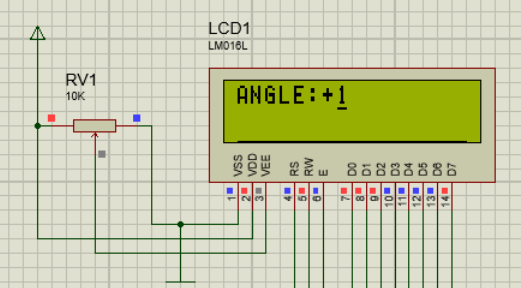 LCD1
LM016L
RV1
10K
ANGLE:+1
VSS
VDD
VEE
RS
RW
E
D0
D1
D2
D3
D4
D5
D6
D7
1
2
3
4
5
6
7
8
9
10
11
12
13
14